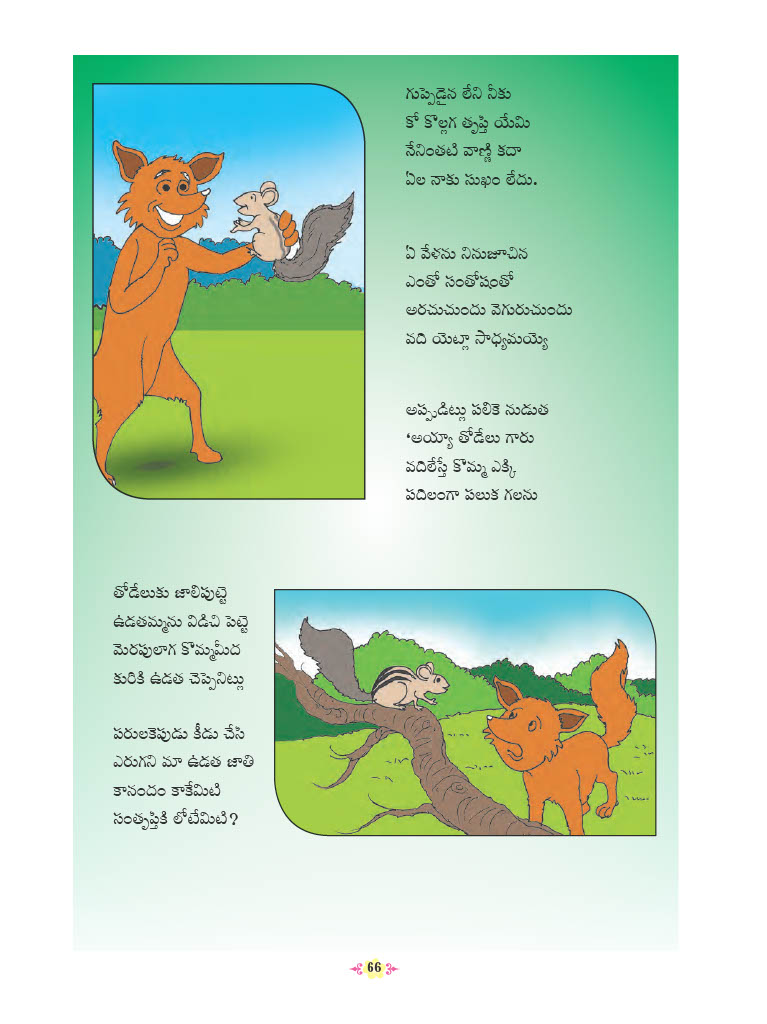 గుప్పెడైన లేని నీకు
కో కొల్లగ తృప్తి యేమి
నేనింతటి వాణ్ణి కదా
ఏల నాకు సుఖం లేదు.
ఏ వేళను నినుజూచిన
ఎంతో సంతోషంతో
అరచుచుందు వెగురుచుందు
వది యెట్లా సాధ్యమయ్యె
అప్పుడిట్లు పలికె నుడుత
‘అయ్యా తోడేలు గారు
వదిలేస్తే కొమ్మ ఎక్కి
పదిలంగా పలుక గలను
తోడేలుకు జాలిపుట్టె
ఉడతమ్మను విడిచి పెట్టె
మెరపులాగ కొమ్మమీద
కురికి ఉడత చెప్పెనిట్లు
పరులకెపుడు కీడు చేసి
ఎరుగని మా ఉడత జాతి
కానందం కాకేమిటి
సంతృప్తికి లోటేమిటి?
66